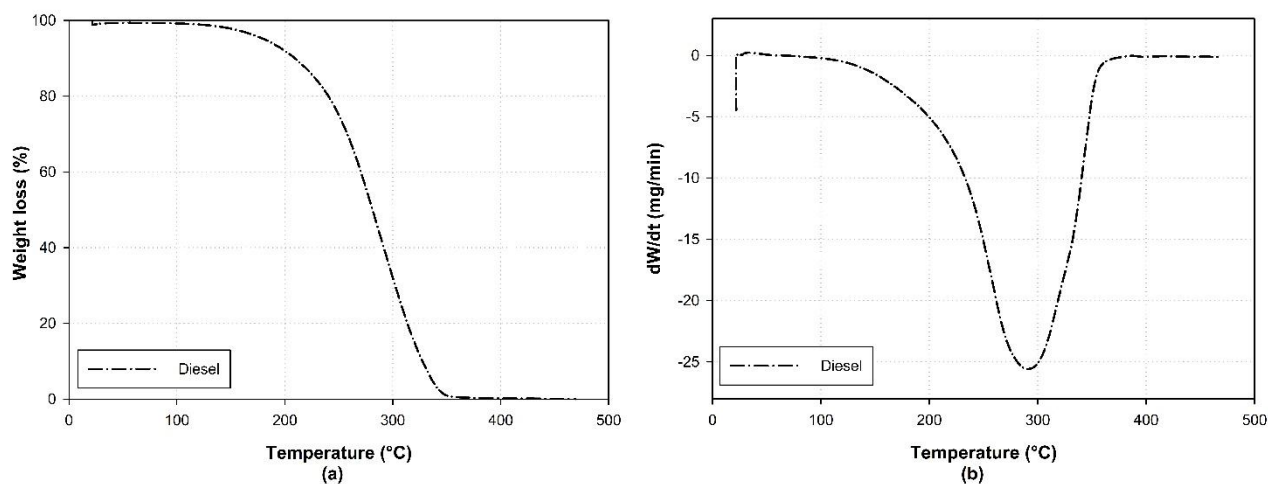 100
80
60
40
20
0
Weight loss (%)
Diesel
0 100 200 300 400 500
Temperature (°C)
(a)
0
-5
-10
-15
-20
-25
dW/dt (mg/min)
Diesel
0 100 200 300 400 500
Temperature (°C)
(b)